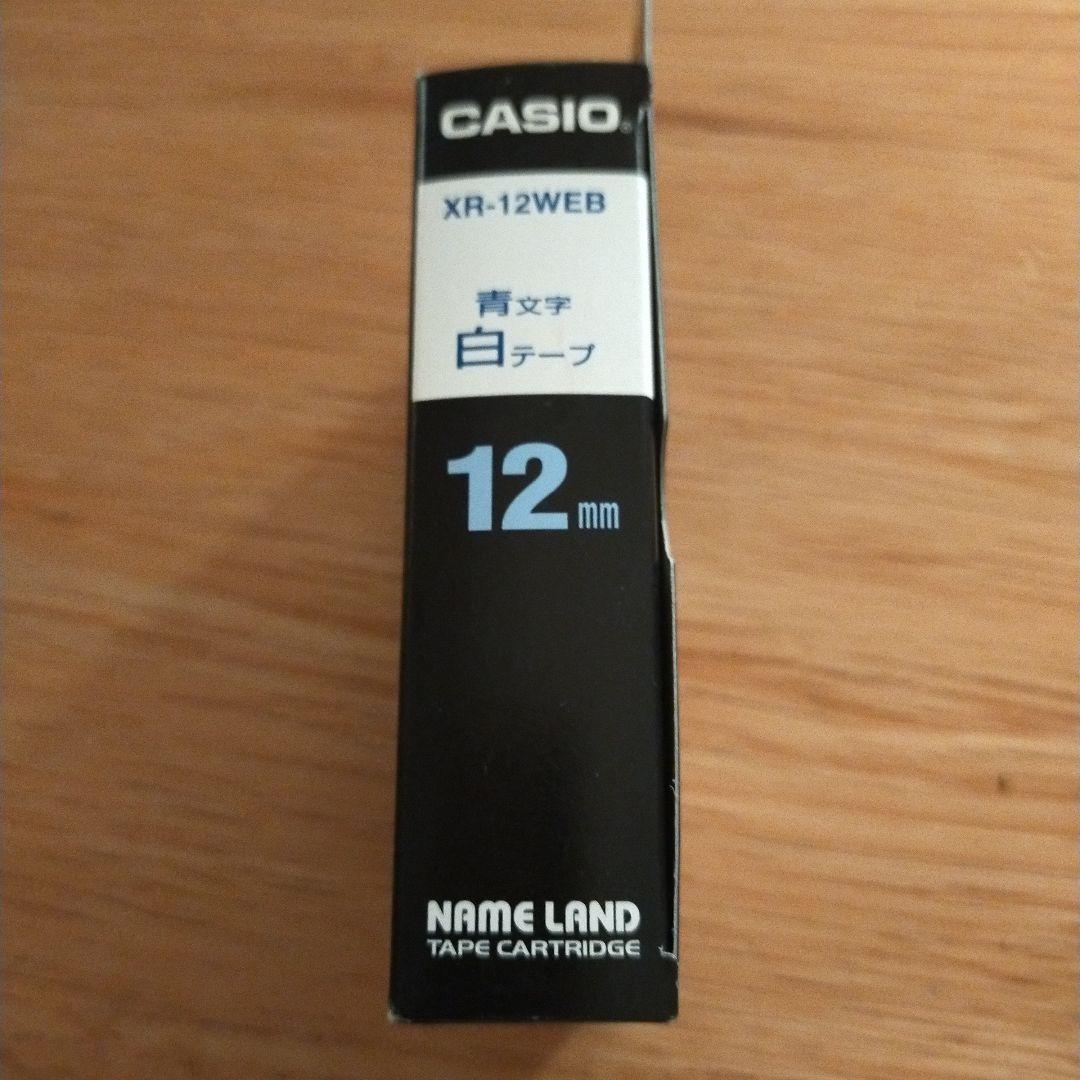 CASIO®
XR-12WEB
青文字
白テープ
12mm
NAME LAND
TAPE CARTRIDGE